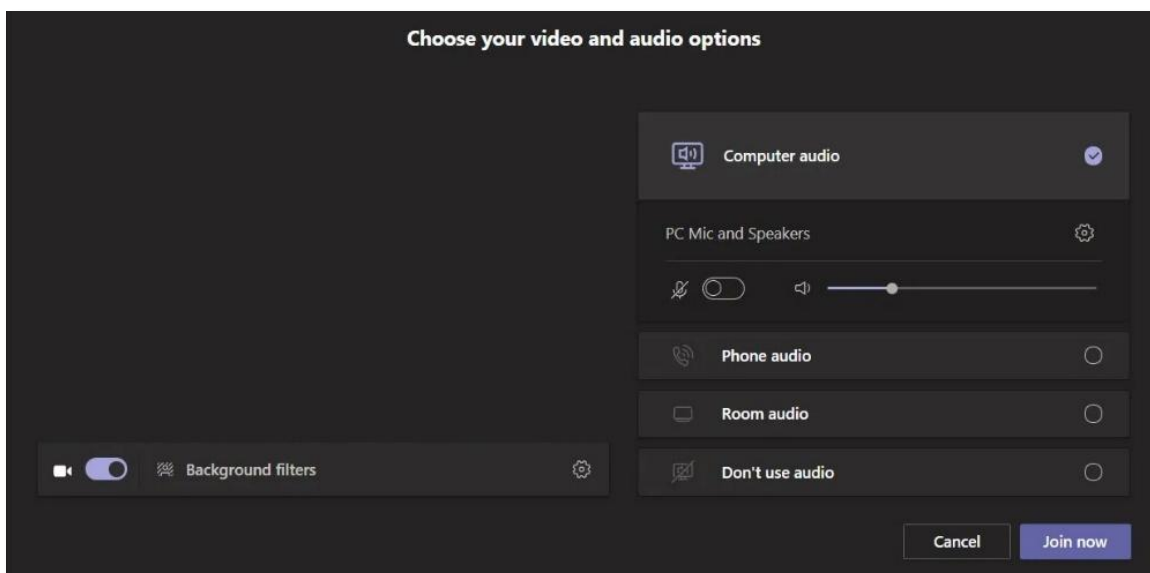 Choose your video and audio options
Computer audio
PC Mic and Speakers
Phone audio
Room audio
Background filters
Don't use audio
Cancel
Join now